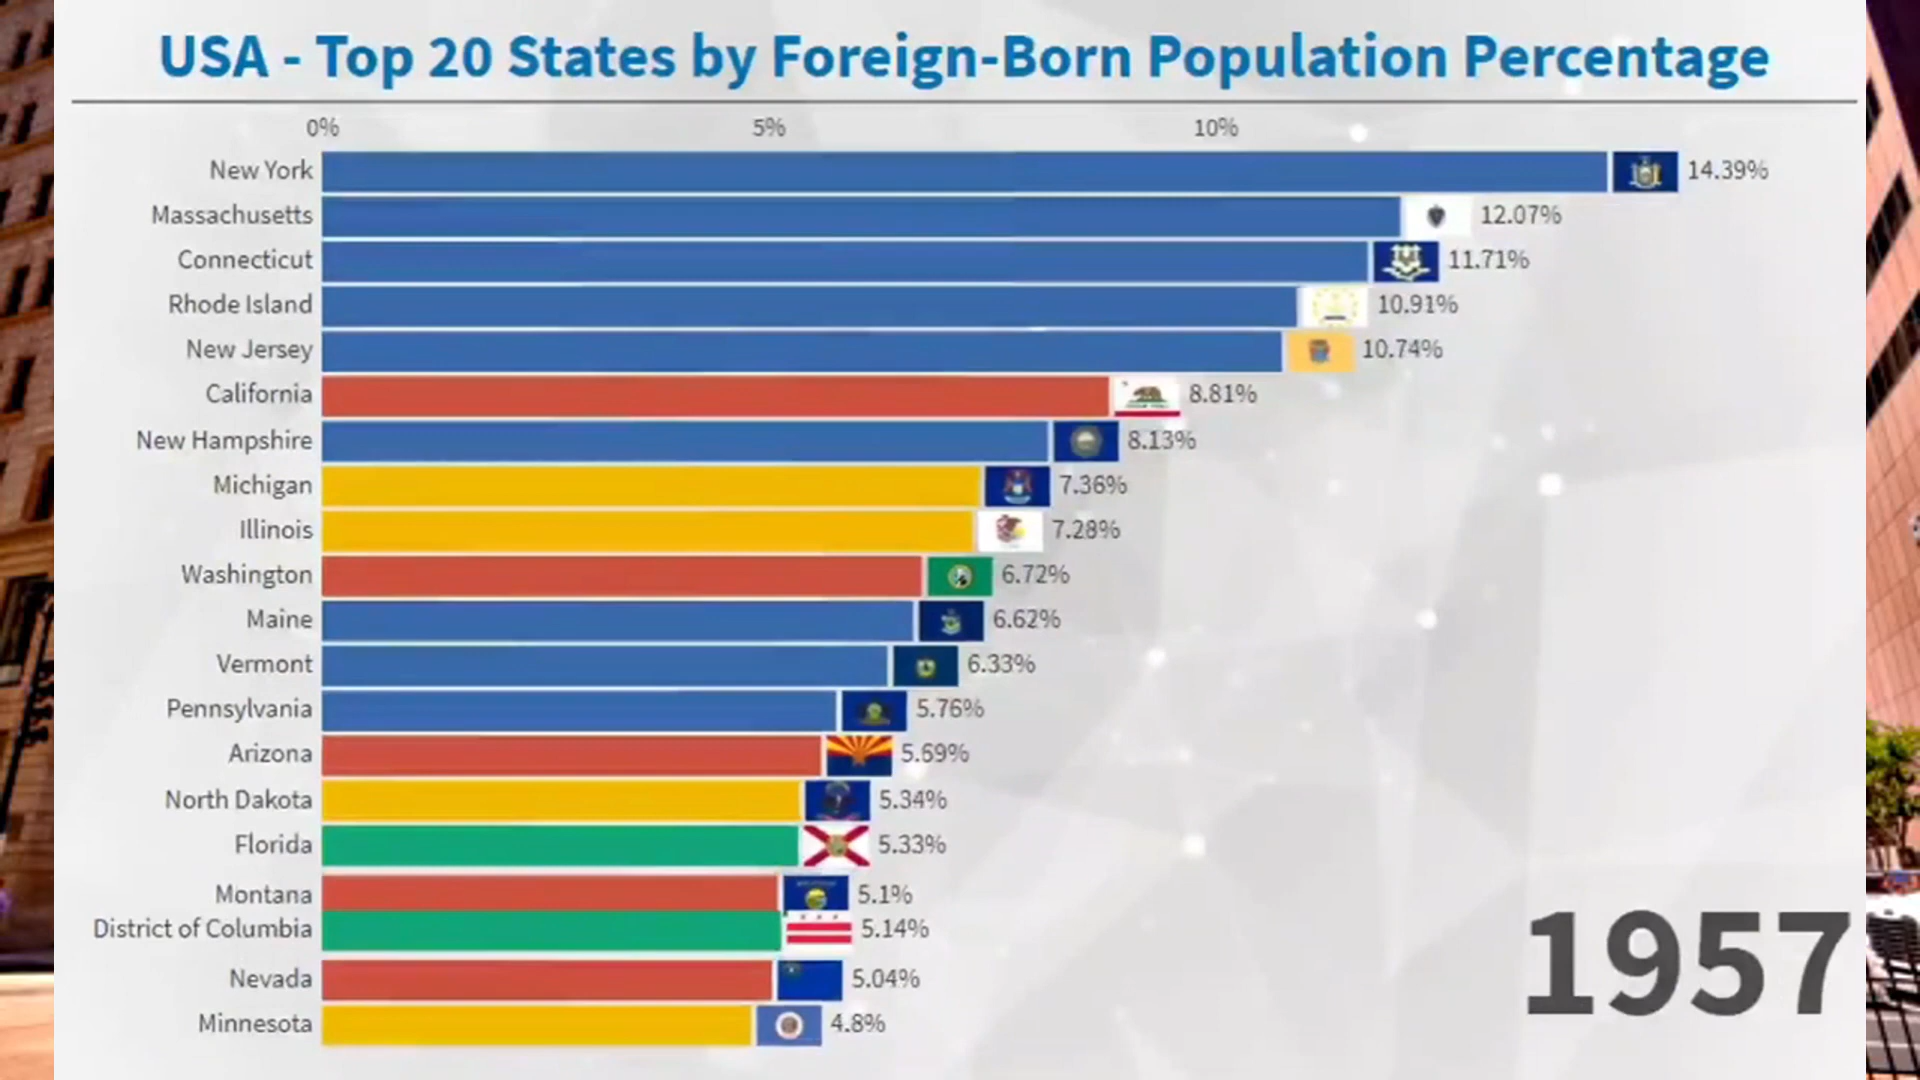 USA - Top 20 States by Foreign-Born Population Percentage
0% 5% 10%
New York 14.39%
Massachusetts 12.07%
Connecticut 11.71%
Rhode Island 10.91%
New Jersey 10.74%
California 8.81%
New Hampshire 8.13%
Michigan 7.36%
Illinois 7.28%
Washington 6.72%
Maine 6.62%
Vermont 6.33%
Pennsylvania 5.76%
Arizona 5.69%
North Dakota 5.34%
Florida 5.33%
Montana 5.1%
District of Columbia 5.14%
Nevada 5.04%
Minnesota 4.8%
1957